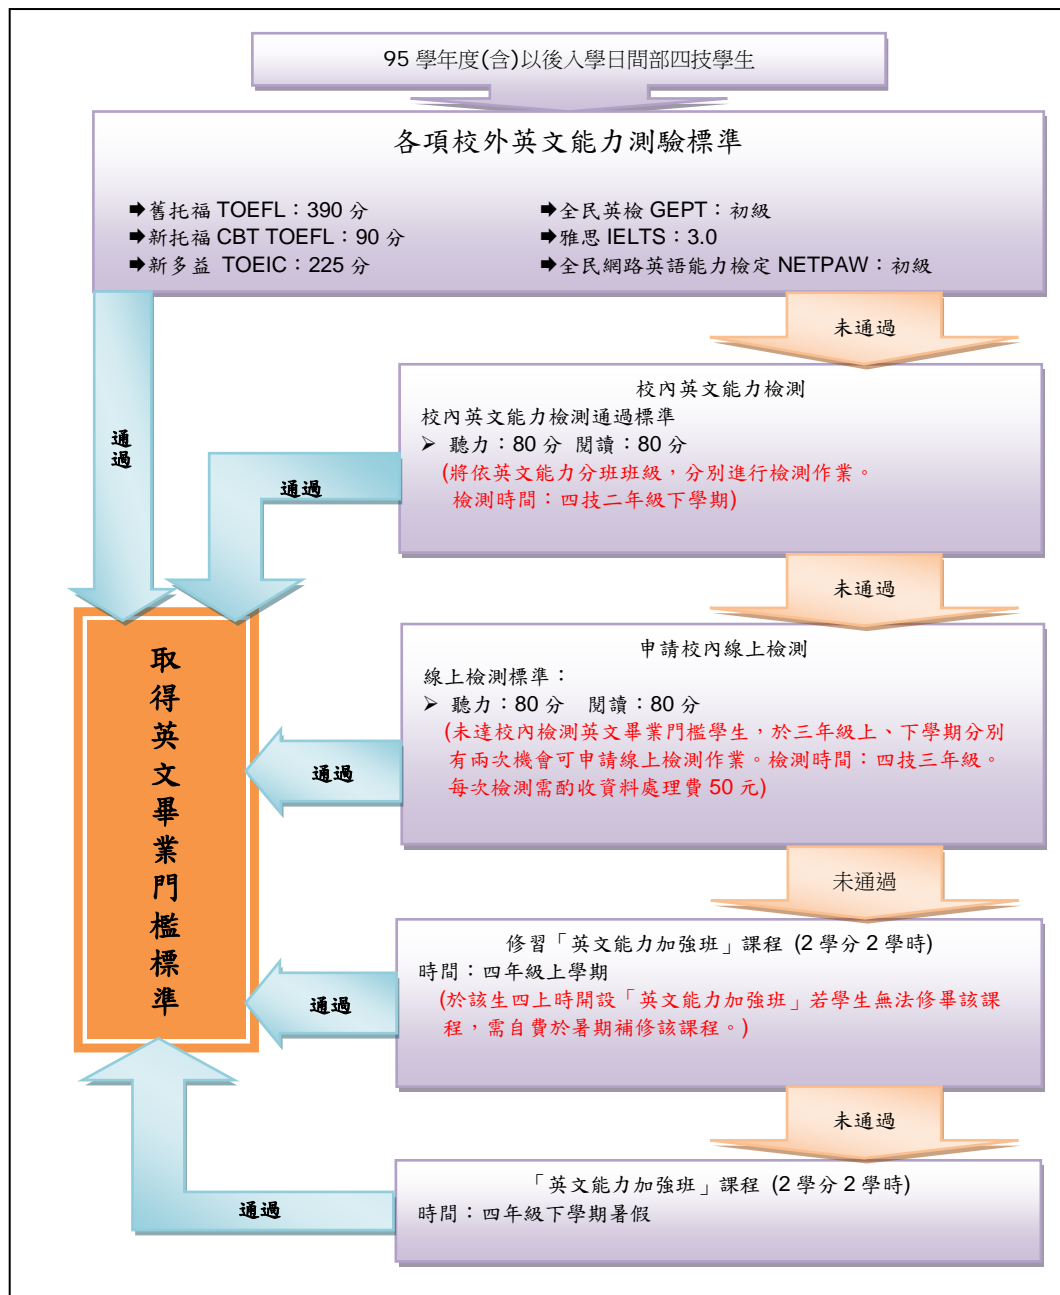 95 學年度(含)以後入學日間部四技學生
各項校外英文能力測驗標準
➡舊托福 TOEFL：390 分
➡新托福 CBT TOEFL：90 分
➡新多益 TOEIC：225 分
➡全民英檢 GEPT：初級
➡雅思 IELTS：3.0
➡全民網路英語能力檢定 NETPAW：初級
通過
未通過
校內英文能力檢測
校內英文能力檢測通過標準
➢ 聽力：80 分 閱讀：80 分
(將依英文能力分班班級，分別進行檢測作業。
檢測時間：四技二年級下學期)
通過
未通過
申請校內線上檢測
線上檢測標準：
➢ 聽力：80 分 閱讀：80 分
(未達校內檢測英文畢業門檻學生，於三年級上、下學期分別
有兩次機會可申請線上檢測作業。檢測時間：四技三年級。
每次檢測需酌收資料處理費 50 元)
通過
取得英文畢業門檻標準
未通過
修習「英文能力加強班」課程 (2 學分 2 學時)
時間：四年級上學期
(於該生四上時開設「英文能力加強班」若學生無法修畢該課
程，需自費於暑期補修該課程。)
通過
未通過
「英文能力加強班」課程 (2 學分 2 學時)
時間：四年級下學期暑假
通過